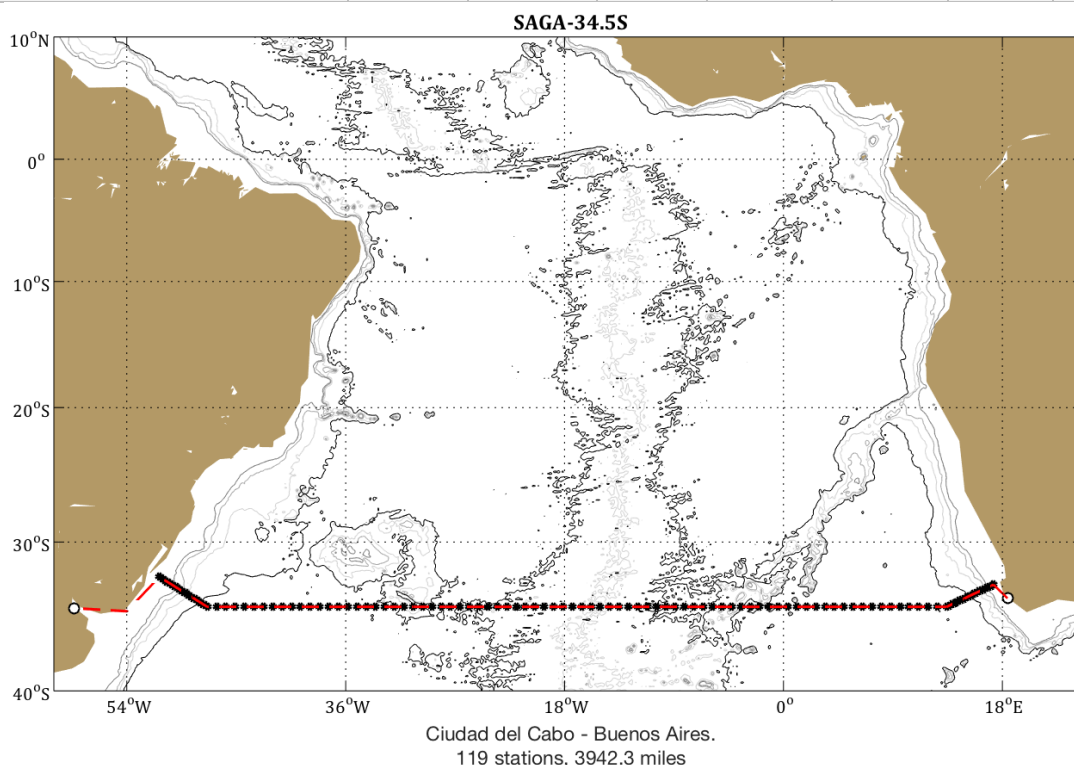 SAGA-34.5S
10°N
0°
10°S
20°S
30°S
40°S
54°W
36°W
18°W
0°
18°E
Ciudad del Cabo - Buenos Aires.
119 stations. 3942.3 miles